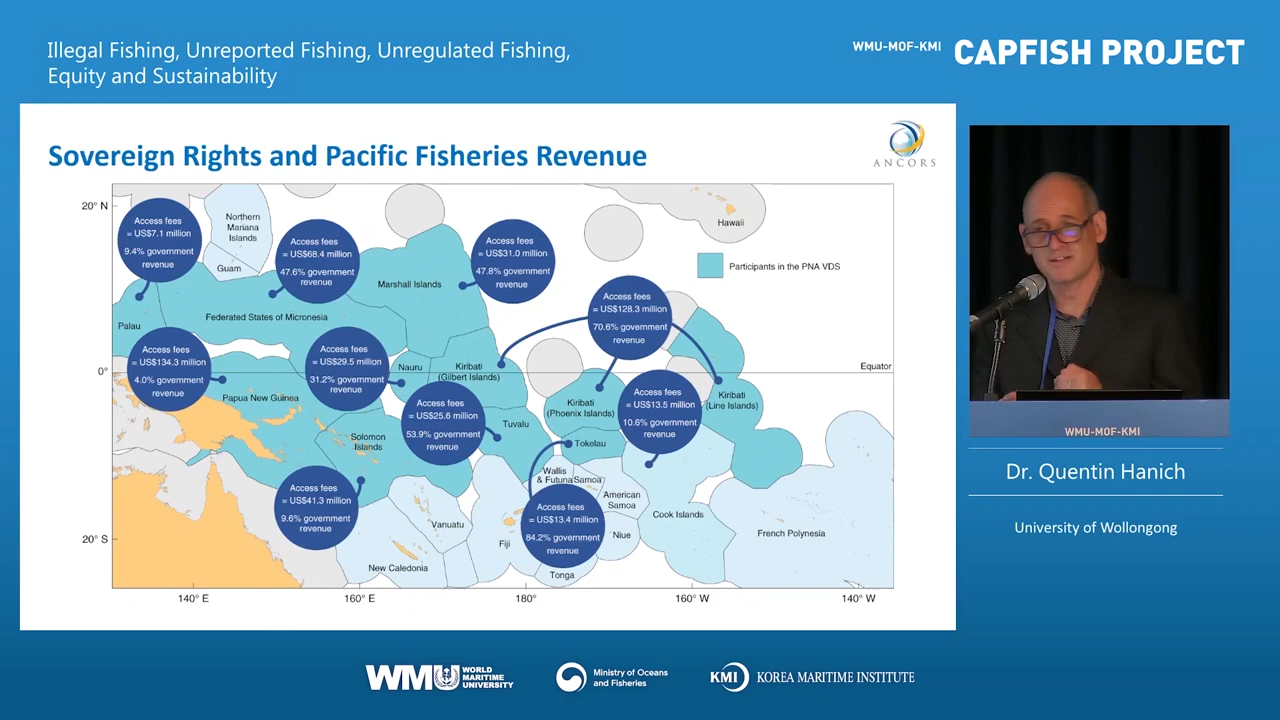 Illegal Fishing, Unreported Fishing, Unregulated Fishing,
Equity and Sustainability
WMU-MOF-KMI CAPFISH PROJECT
Sovereign Rights and Pacific Fisheries Revenue
ANCORS
20° N
0°
20° S
Access fees
= US$7.1 million
9.4% government
revenue
Northern
Mariana
Islands
Guam
Access fees
= US$68.4 million
47.6% government
revenue
Marshall Islands
Access fees
= US$31.0 million
47.8% government
revenue
Hawaii
Participants in the PNA VDS
Palau
Federated States of Micronesia
Access fees
= US$128.3 million
70.6% government
revenue
Access fees
= US$134.3 million
4.0% government
revenue
Papua New Guinea
Access fees
= US$29.5 million
31.2% government
revenue
Nauru
Kiribati
(Gilbert Islands)
Equator
Access fees
= US$25.6 million
53.9% government
revenue
Tuvalu
Kiribati
(Phoenix Islands)
Access fees
= US$13.5 million
10.6% government
revenue
Kiribati
(Line Islands)
Solomon
Islands
Tokelau
Access fees
= US$41.3 million
9.6% government
revenue
Wallis
& Futuna
Samoa
American
Samoa
Access fees
= US$13.4 million
84.2% government
revenue
Vanuatu
Fiji
Niue
Cook Islands
French Polynesia
New Caledonia
Tonga
140° E
160° E
180°
160° W
140° W
WMU-MOF-KMI
Dr. Quentin Hanich
University of Wollongong
WMU WORLD
MARITIME
UNIVERSITY
Ministry of Oceans
and Fisheries
KMI KOREA MARITIME INSTITUTE